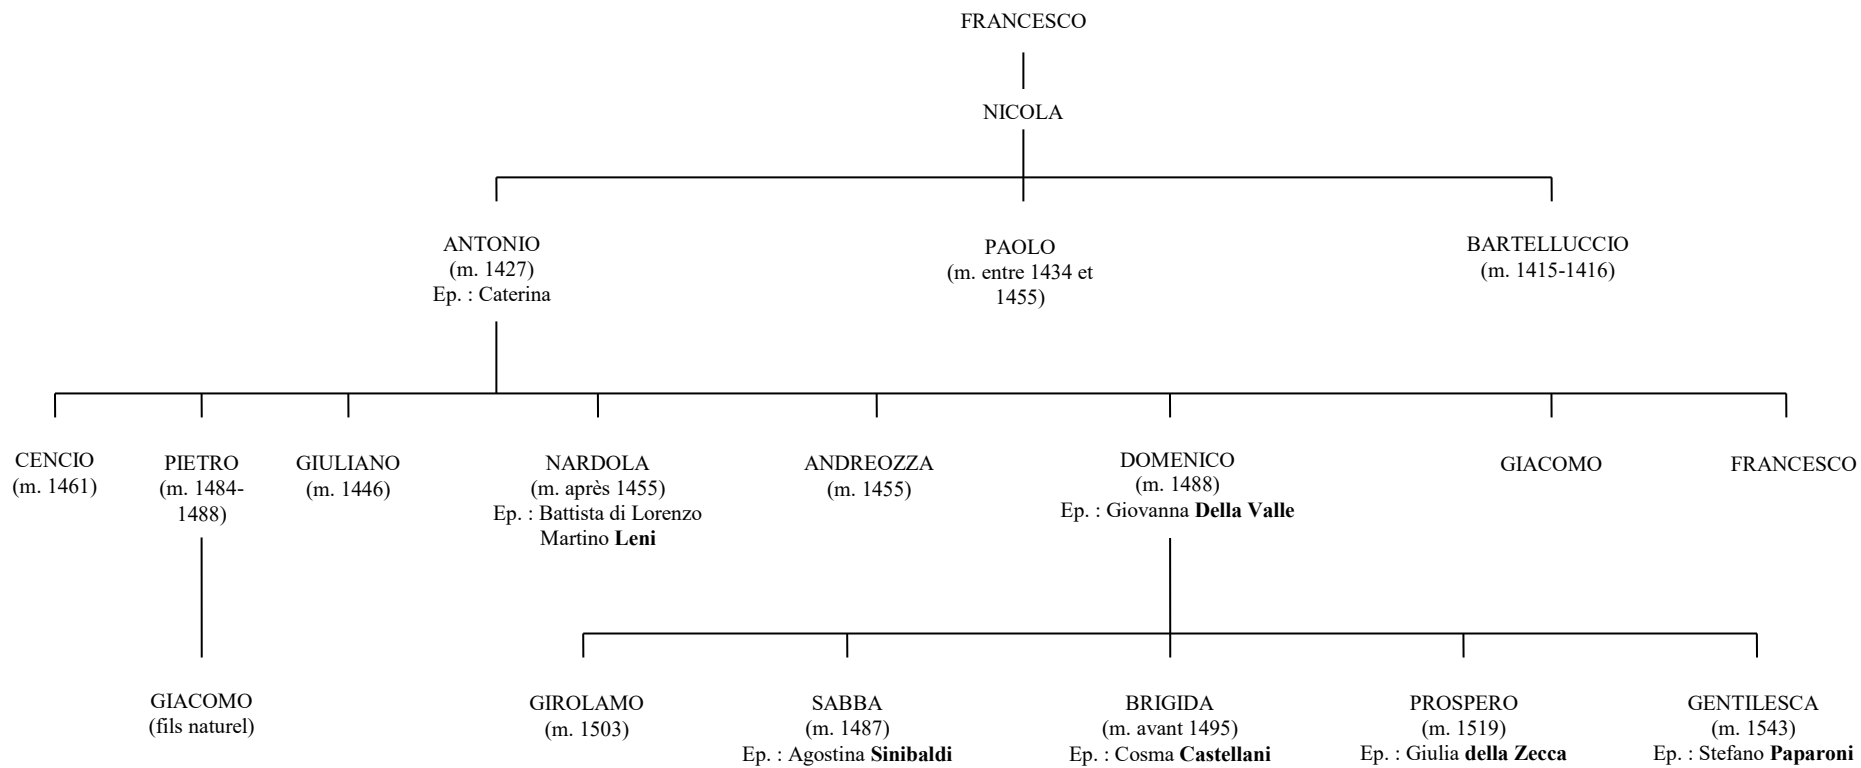 FRANCESCO
NICOLA
ANTONIO
(m. 1427)
Ep. : Caterina
PAOLO
(m. entre 1434 et
1455)
BARTELLUCCIO
(m. 1415-1416)
CENCIO
(m. 1461)
PIETRO
(m. 1484-
1488)
GIULIANO
(m. 1446)
NARDOLA
(m. après 1455)
Ep. : Battista di Lorenzo
Martino Leni
ANDREOZZA
(m. 1455)
DOMENICO
(m. 1488)
Ep. : Giovanna Della Valle
GIACOMO
FRANCESCO
GIACOMO
(fils naturel)
GIROLAMO
(m. 1503)
SABBA
(m. 1487)
Ep. : Agostina Sinibaldi
BRIGIDA
(m. avant 1495)
Ep. : Cosma Castellani
PROSPERO
(m. 1519)
Ep. : Giulia della Zecca
GENTILESCA
(m. 1543)
Ep. : Stefano Paparoni